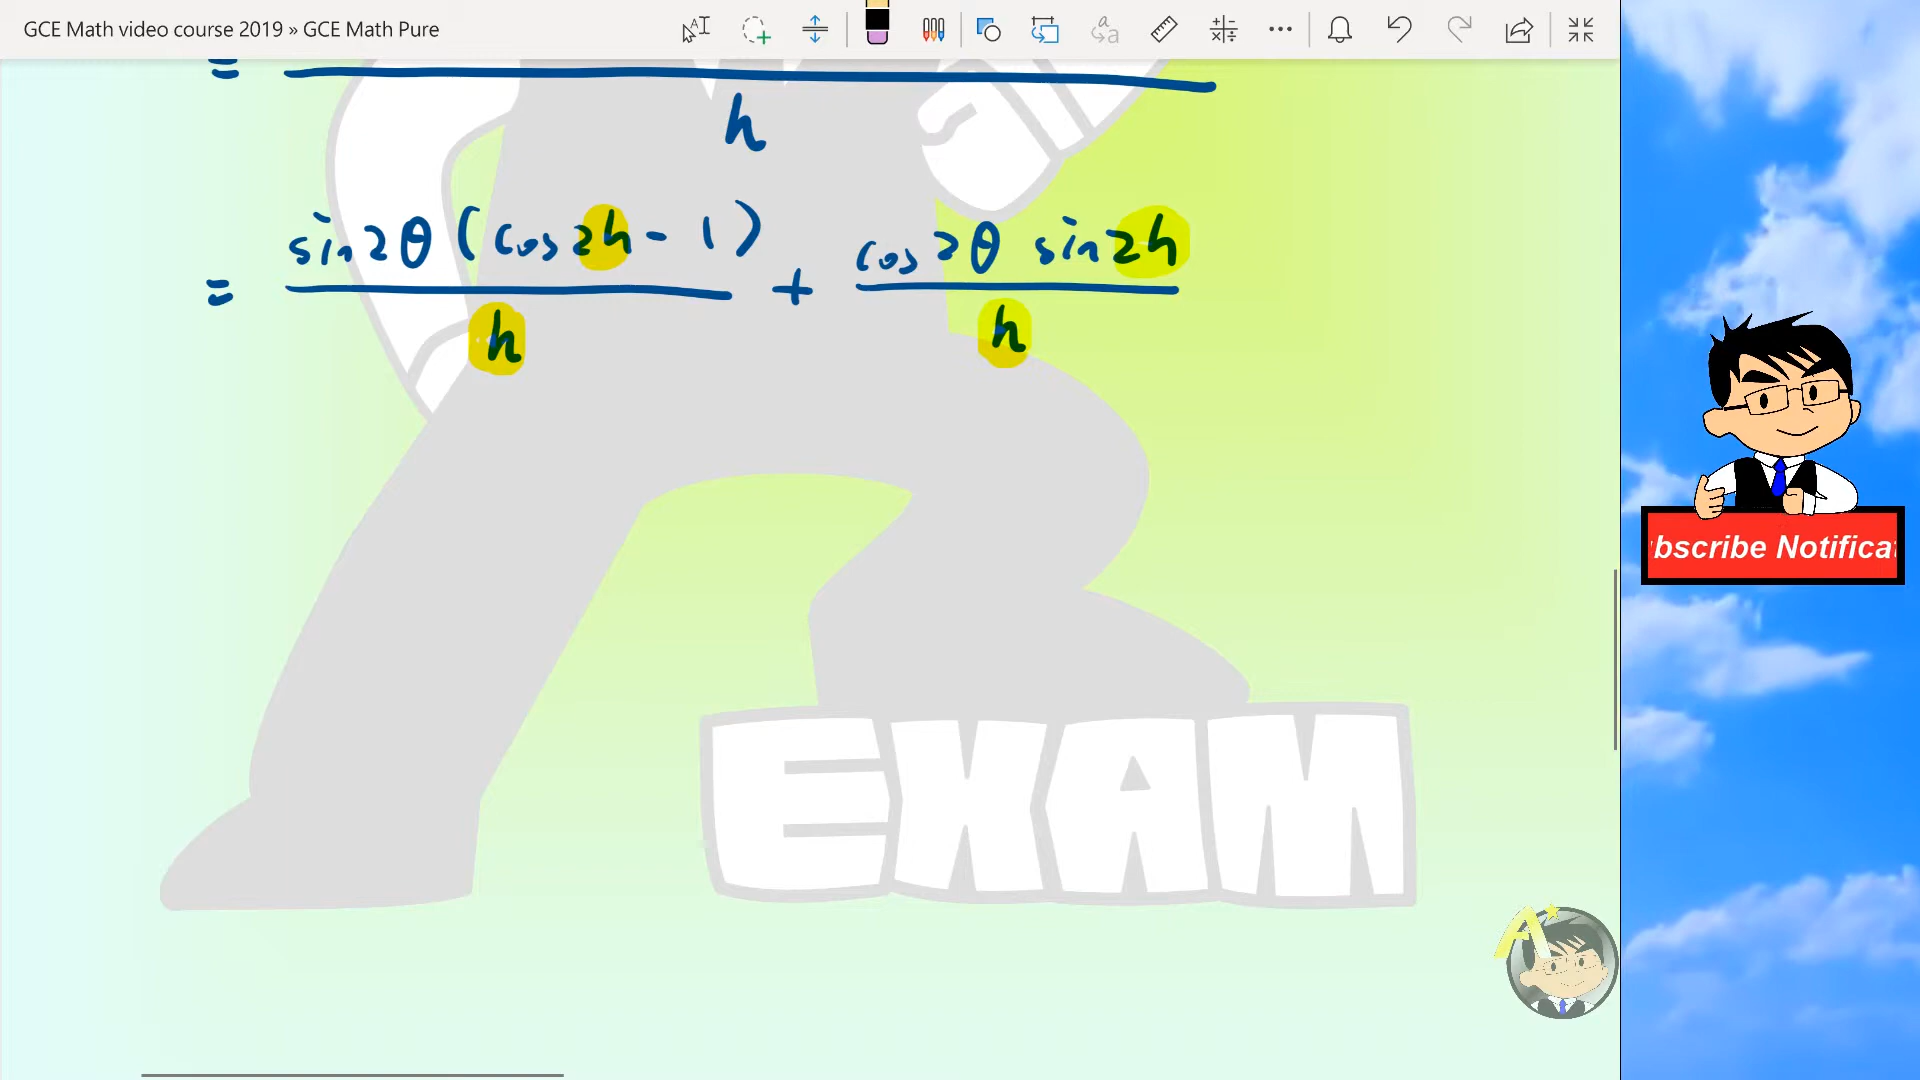 GCE Math video course 2019 » GCE Math Pure
=
h
= sin2θ(cos2h-1)/h + cos2θ sin2h/h
bscribe Notifica
EXAM
A